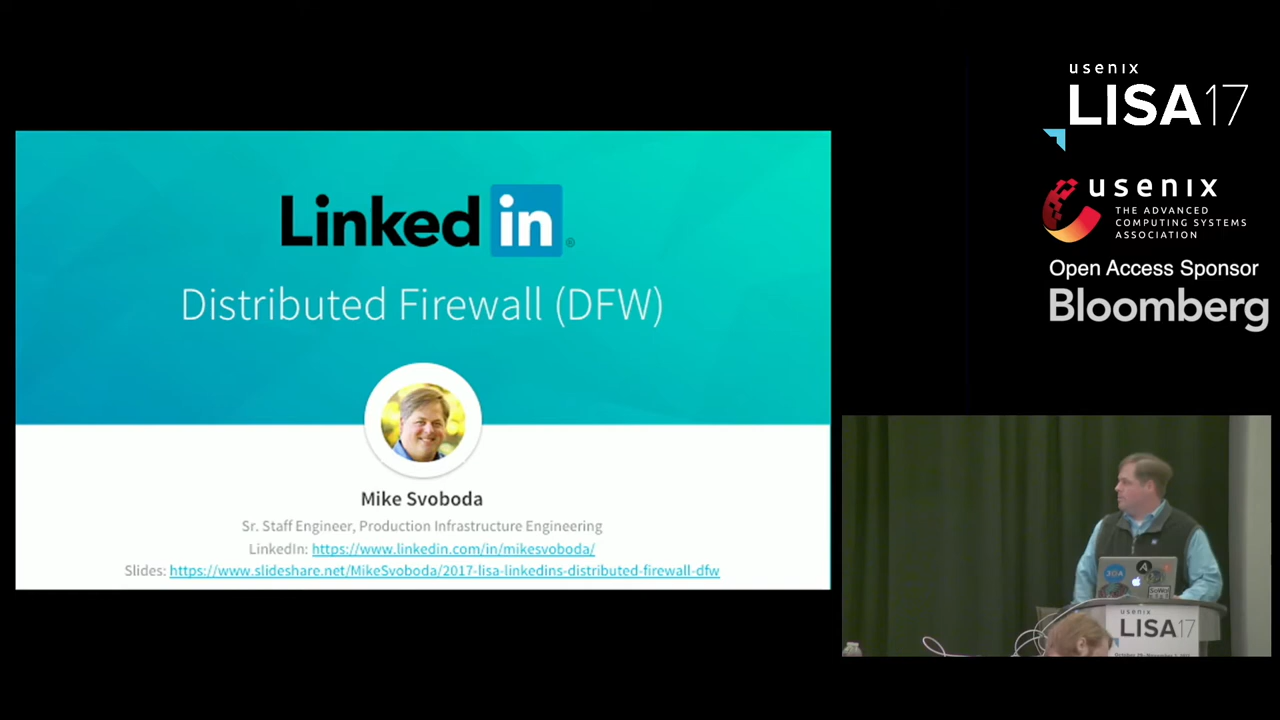 usenix
LISA17
usenix
THE ADVANCED
COMPUTING SYSTEMS
ASSOCIATION
Open Access Sponsor
Bloomberg
Linked in®
Distributed Firewall (DFW)
Mike Svoboda
Sr. Staff Engineer, Production Infrastructure Engineering
LinkedIn: https://www.linkedin.com/in/mikesvoboda/
Slides: https://www.slideshare.net/MikeSvoboda/2017-lisa-linkedins-distributed-firewall-dfw
usenix
LISA17